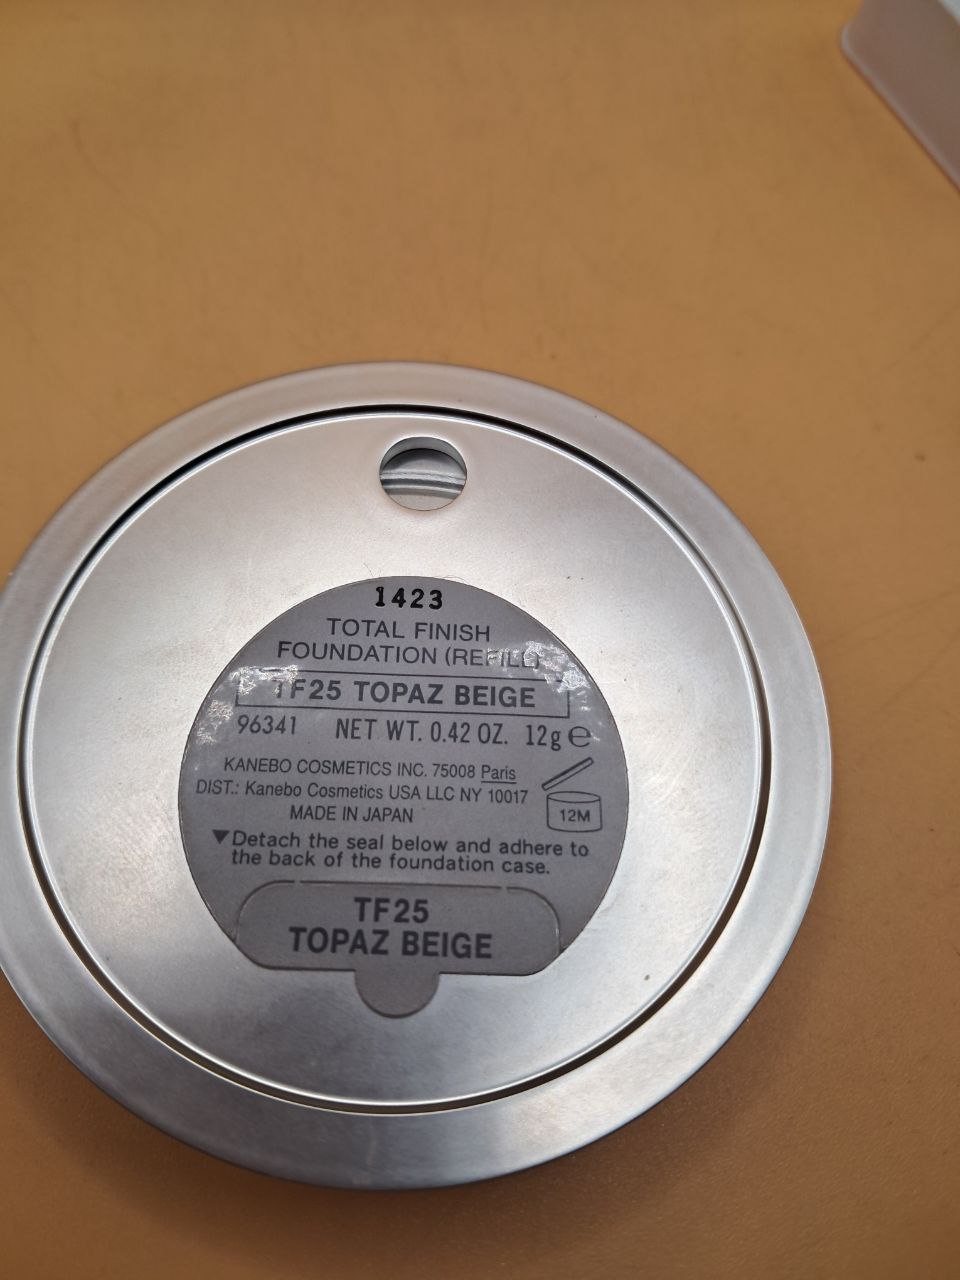 1423
TOTAL FINISH
FOUNDATION (REFILL)
TF25 TOPAZ BEIGE
96341 NET WT. 0.42 OZ. 12g ℮
KANEBO COSMETICS INC. 75008 Paris
DIST.: Kanebo Cosmetics USA LLC NY 10017
MADE IN JAPAN
12M
▼Detach the seal below and adhere to
the back of the foundation case.
TF25
TOPAZ BEIGE